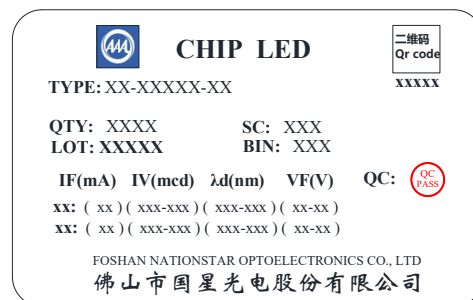 AAA
CHIP LED
二维码
Qr code
xxxxx
TYPE: XX-XXXXX-XX
QTY: XXXX SC: XXX
LOT: XXXXX BIN: XXX
IF(mA) IV(mcd) λd(nm) VF(V) QC: QC PASS
xx: ( xx ) ( xxx-xxx ) ( xxx-xxx ) ( xx-xx )
xx: ( xx ) ( xxx-xxx ) ( xxx-xxx ) ( xx-xx )
FOSHAN NATIONSTAR OPTOELECTRONICS CO., LTD
佛山市国星光电股份有限公司